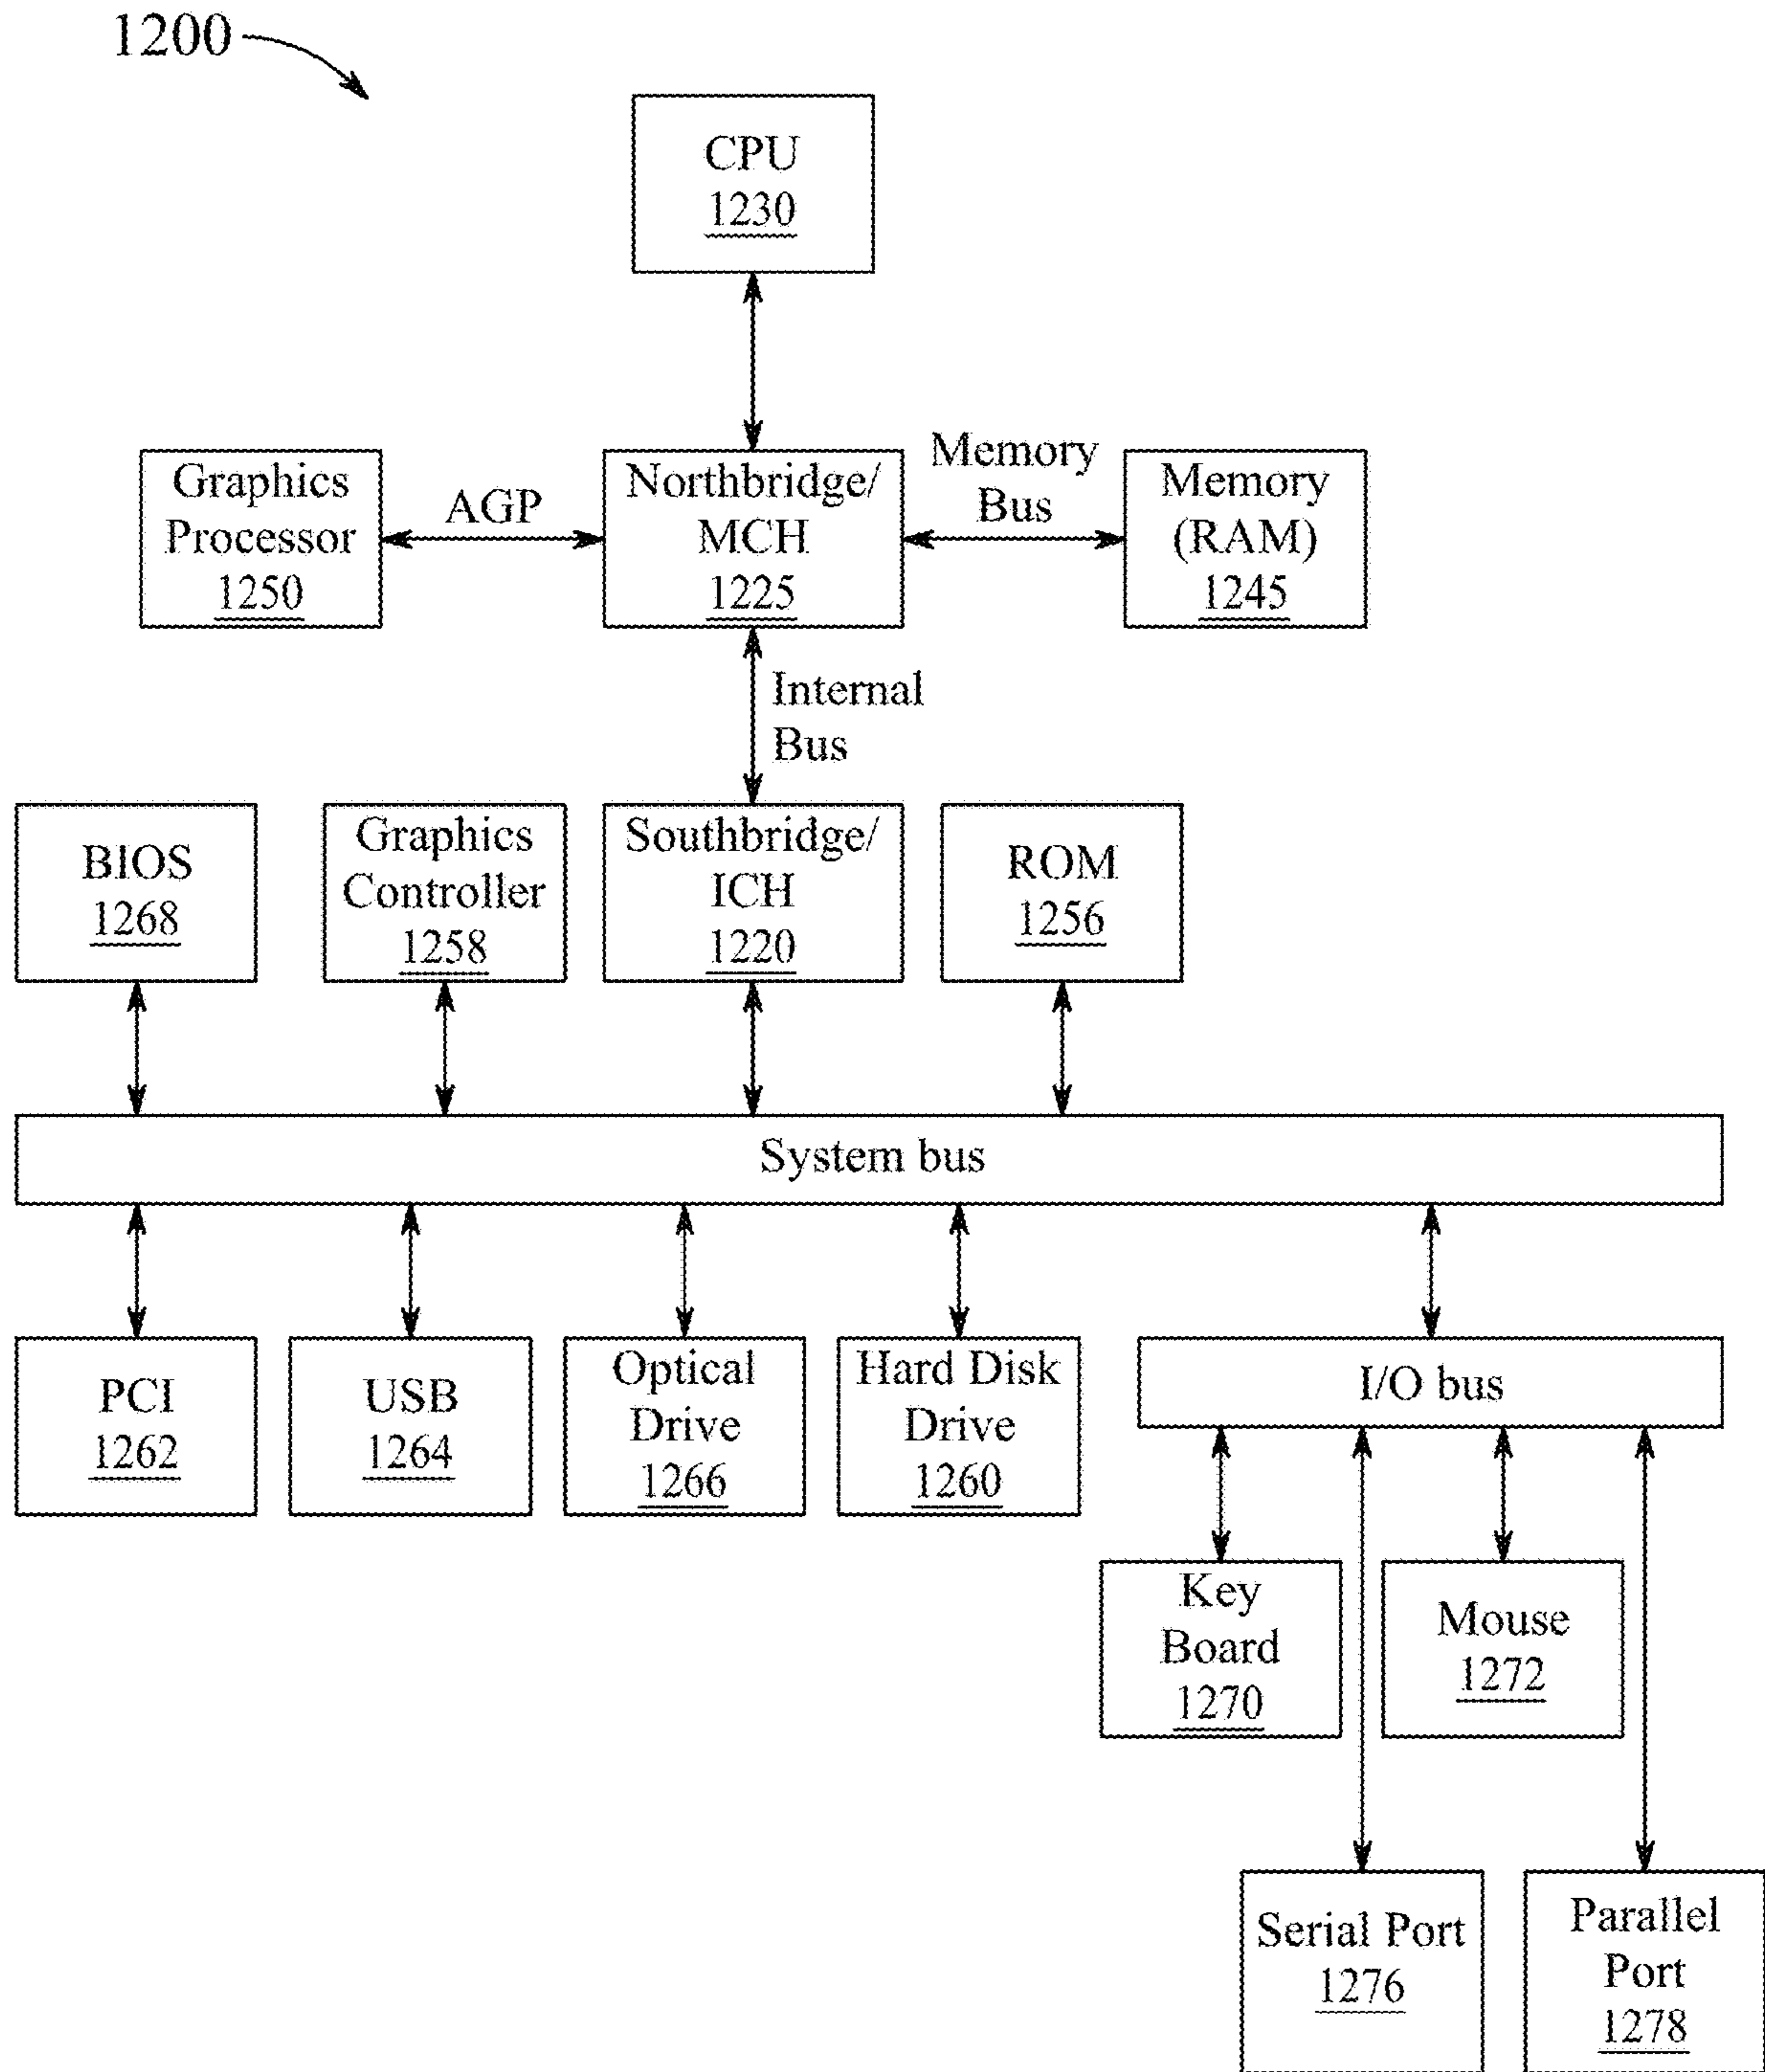 1200
CPU
1230
Graphics
Processor
1250
AGP
Northbridge/
MCH
1225
Memory
Bus
Memory
(RAM)
1245
Internal
Bus
BIOS
1268
Graphics
Controller
1258
Southbridge/
ICH
1220
ROM
1256
System bus
PCI
1262
USB
1264
Optical
Drive
1266
Hard Disk
Drive
1260
I/O bus
Key
Board
1270
Mouse
1272
Serial Port
1276
Parallel
Port
1278